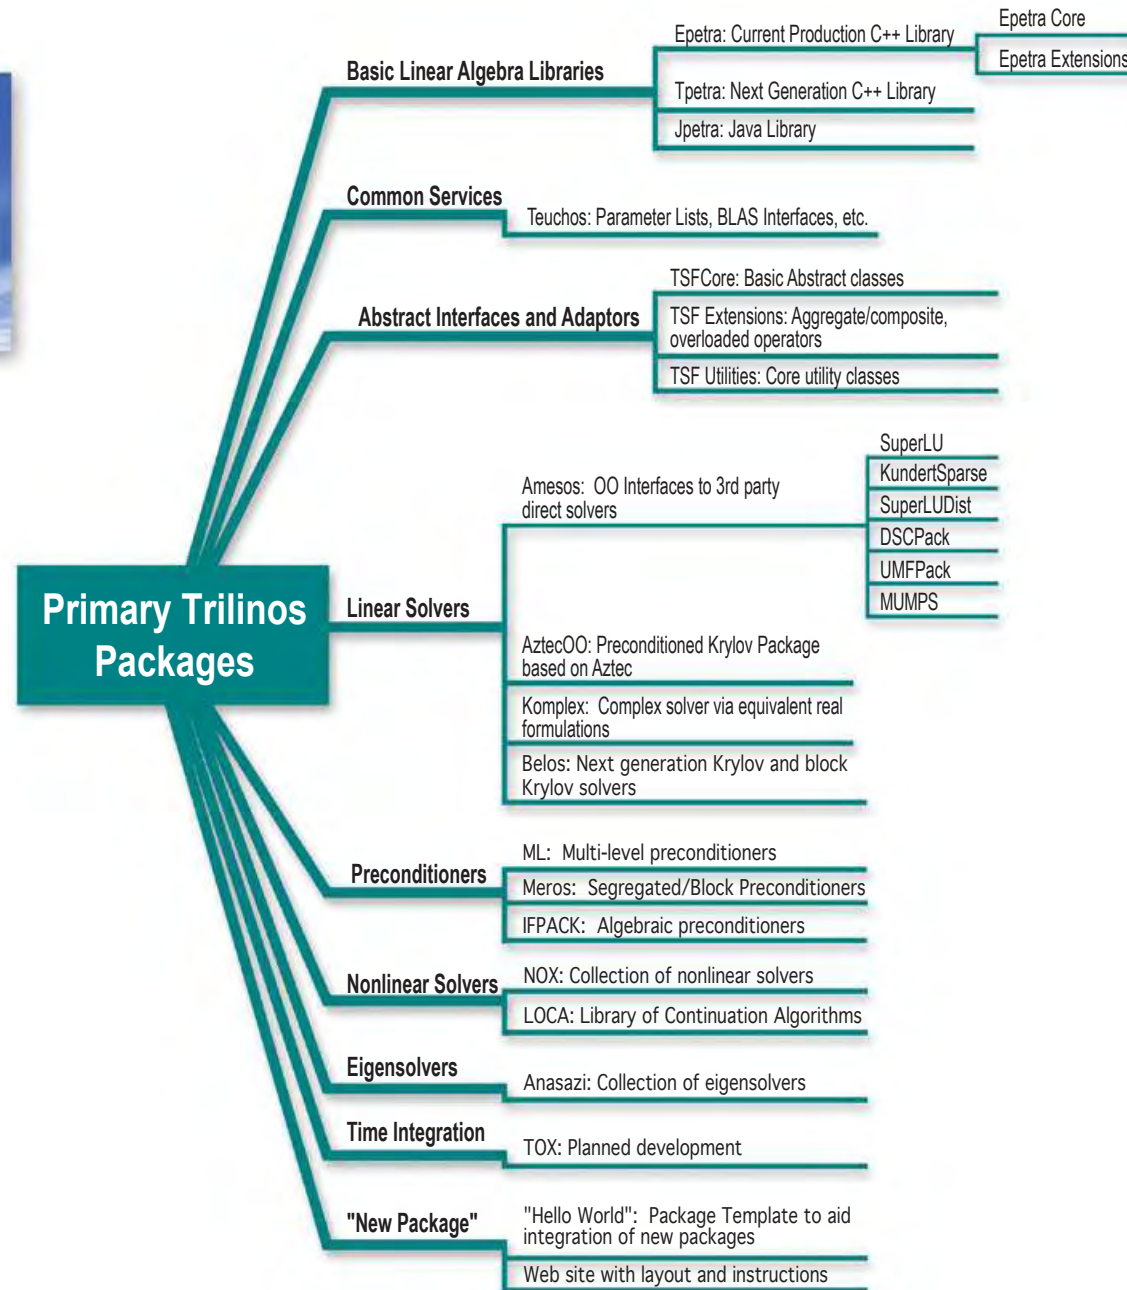 Primary Trilinos
Packages
Basic Linear Algebra Libraries
Epetra: Current Production C++ Library
Epetra Core
Epetra Extensions
Tpetra: Next Generation C++ Library
Jpetra: Java Library
Common Services
Teuchos: Parameter Lists, BLAS Interfaces, etc.
Abstract Interfaces and Adaptors
TSFCore: Basic Abstract classes
TSF Extensions: Aggregate/composite,
overloaded operators
TSF Utilities: Core utility classes
Linear Solvers
Amesos: OO Interfaces to 3rd party
direct solvers
SuperLU
KundertSparse
SuperLUDist
DSCPack
UMFPack
MUMPS
AztecOO: Preconditioned Krylov Package
based on Aztec
Komplex: Complex solver via equivalent real
formulations
Belos: Next generation Krylov and block
Krylov solvers
Preconditioners
ML: Multi-level preconditioners
Meros: Segregated/Block Preconditioners
IFPACK: Algebraic preconditioners
Nonlinear Solvers
NOX: Collection of nonlinear solvers
LOCA: Library of Continuation Algorithms
Eigensolvers
Anasazi: Collection of eigensolvers
Time Integration
TOX: Planned development
"New Package"
"Hello World": Package Template to aid
integration of new packages
Web site with layout and instructions